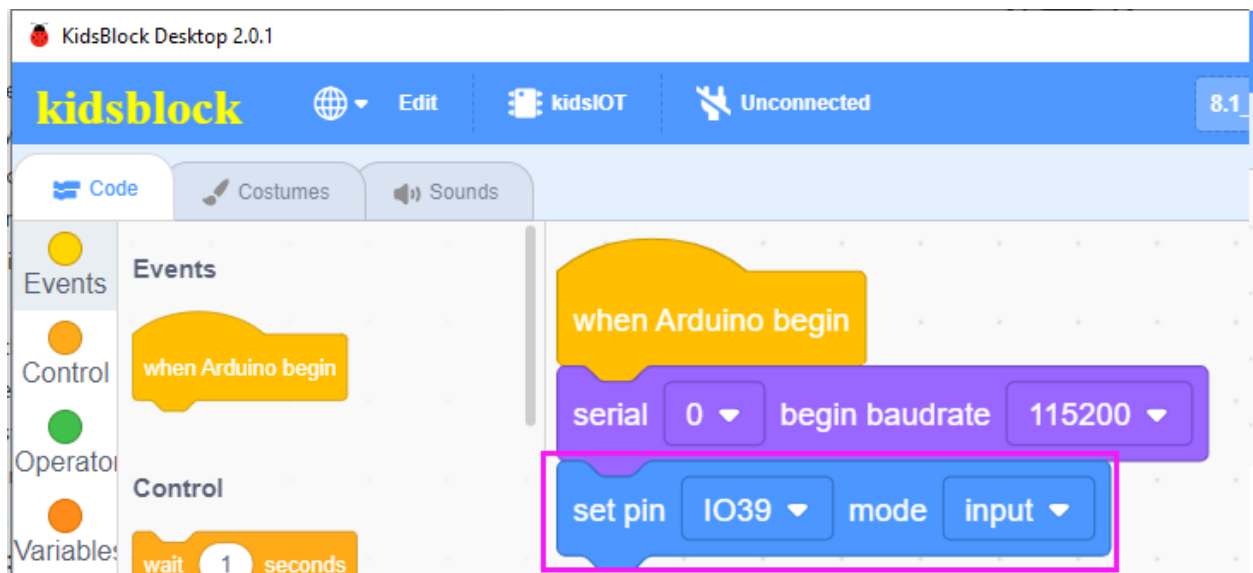 KidsBlock Desktop 2.0.1
kidsblock Edit kidsIOT Unconnected 8.1_
Code Costumes Sounds
Events
Control
Operator
Variables
Events
when Arduino begin
Control
wait 1 seconds
when Arduino begin
serial 0 begin baudrate 115200
set pin IO39 mode input